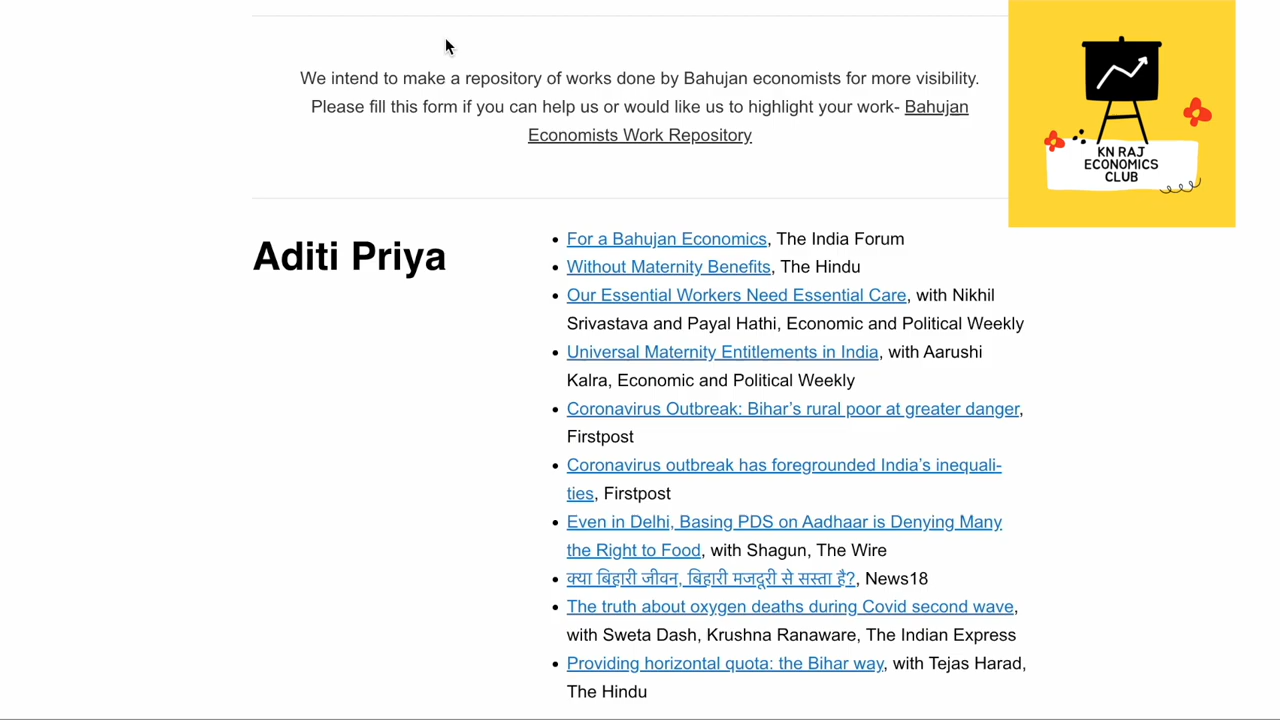 We intend to make a repository of works done by Bahujan economists for more visibility.
Please fill this form if you can help us or would like us to highlight your work- Bahujan
Economists Work Repository
KN RAJ
ECONOMICS
CLUB
Aditi Priya
• For a Bahujan Economics, The India Forum
• Without Maternity Benefits, The Hindu
• Our Essential Workers Need Essential Care, with Nikhil
Srivastava and Payal Hathi, Economic and Political Weekly
• Universal Maternity Entitlements in India, with Aarushi
Kalra, Economic and Political Weekly
• Coronavirus Outbreak: Bihar’s rural poor at greater danger,
Firstpost
• Coronavirus outbreak has foregrounded India’s inequali-
ties, Firstpost
• Even in Delhi, Basing PDS on Aadhaar is Denying Many
the Right to Food, with Shagun, The Wire
• क्या बिहारी जीवन, बिहारी मजदूरी से सस्ता है?, News18
• The truth about oxygen deaths during Covid second wave,
with Sweta Dash, Krushna Ranaware, The Indian Express
• Providing horizontal quota: the Bihar way, with Tejas Harad,
The Hindu